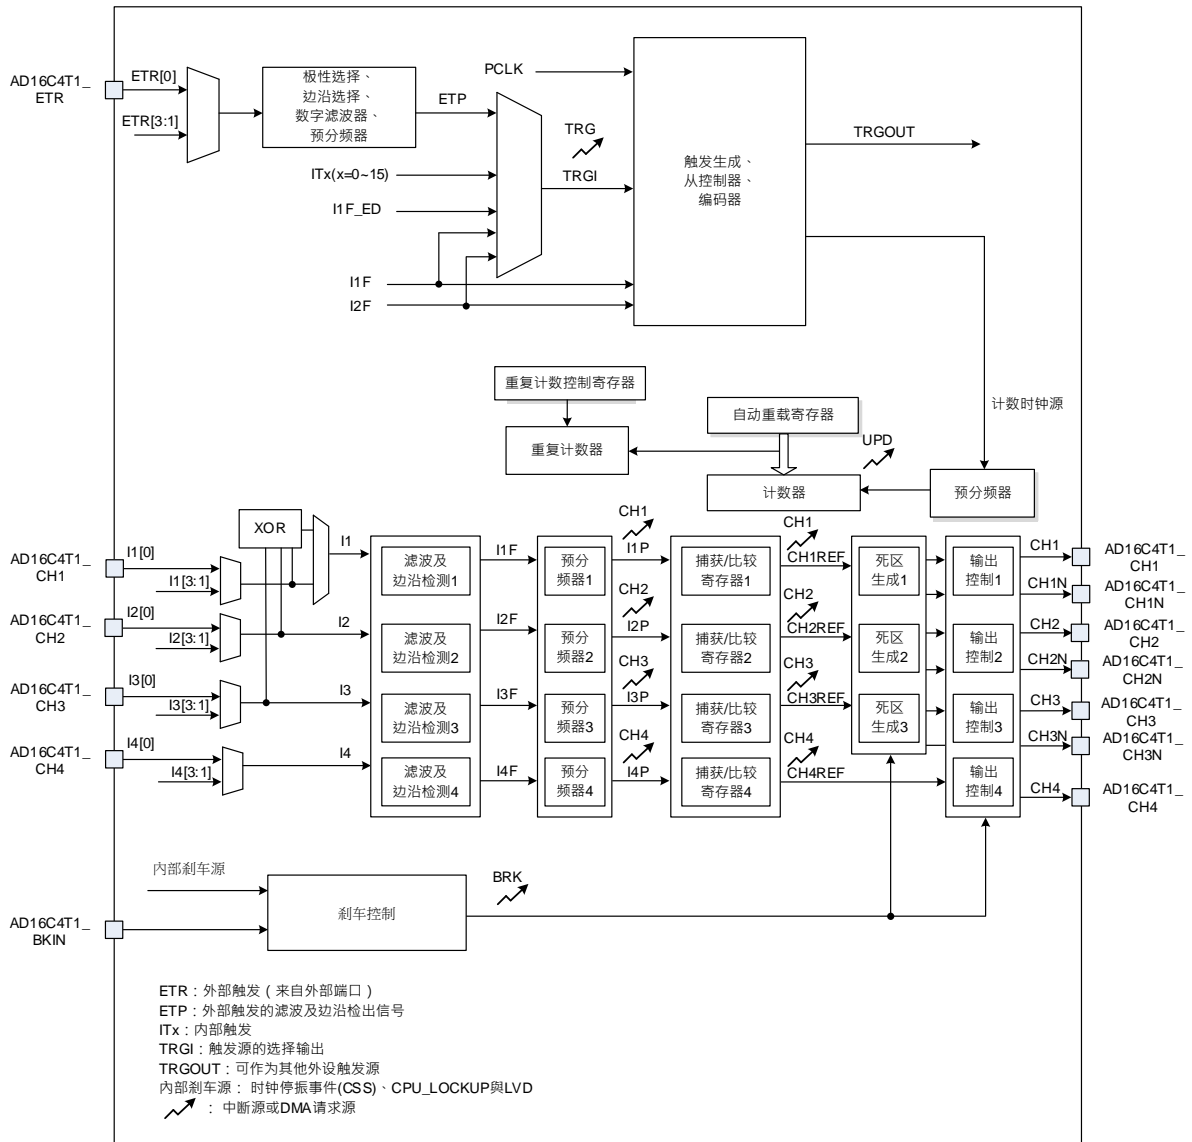 AD16C4T1_
ETR
ETR[0]
ETR[3:1]
极性选择、
边沿选择、
数字滤波器、
预分频器
ETP
PCLK
ITx(x=0~15)
I1F_ED
I1F
I2F
TRG
TRGI
触发生成、
从控制器、
编码器
TRGOUT
计数时钟源
重复计数控制寄存器
重复计数器
自动重载寄存器
UPD
计数器
预分频器
XOR
AD16C4T1_
CH1
I1[0]
I1[3:1]
I1
滤波及
边沿检测1
I1F
预分
频器1
CH1
I1P
捕获/比较
寄存器1
CH1
CH1REF
死区
生成1
输出
控制1
CH1
AD16C4T1_
CH1
CH1N
AD16C4T1_
CH1N
AD16C4T1_
CH2
I2[0]
I2[3:1]
I2
滤波及
边沿检测2
I2F
预分
频器2
CH2
I2P
捕获/比较
寄存器2
CH2
CH2REF
死区
生成2
输出
控制2
CH2
AD16C4T1_
CH2
CH2N
AD16C4T1_
CH2N
AD16C4T1_
CH3
I3[0]
I3[3:1]
I3
滤波及
边沿检测3
I3F
预分
频器3
CH3
I3P
捕获/比较
寄存器3
CH3
CH3REF
死区
生成3
输出
控制3
CH3
AD16C4T1_
CH3
CH3N
AD16C4T1_
CH3N
AD16C4T1_
CH4
I4[0]
I4[3:1]
I4
滤波及
边沿检测4
I4F
预分
频器4
CH4
I4P
捕获/比较
寄存器4
CH4
CH4REF
输出
控制4
CH4
AD16C4T1_
CH4
内部刹车源
AD16C4T1_
BKIN
刹车控制
BRK
ETR：外部触发（来自外部端口）
ETP：外部触发的滤波及边沿检出信号
ITx：内部触发
TRGI：触发源的选择输出
TRGOUT：可作为其他外设触发源
内部刹车源： 时钟停振事件(CSS)、CPU_LOCKUP與LVD
：中断源或DMA请求源